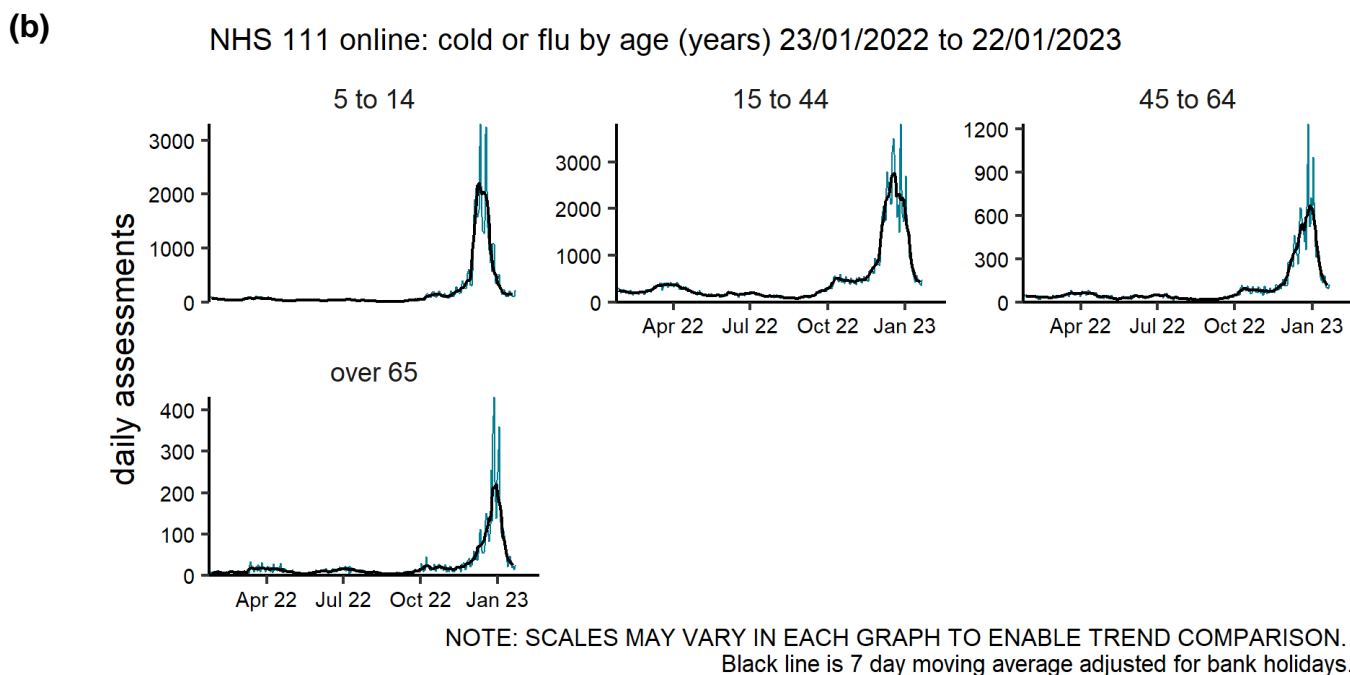 (b)
NHS 111 online: cold or flu by age (years) 23/01/2022 to 22/01/2023
daily assessments
5 to 14
3000
2000
1000
0
15 to 44
3000
2000
1000
0
Apr 22 Jul 22 Oct 22 Jan 23
45 to 64
1200
900
600
300
0
Apr 22 Jul 22 Oct 22 Jan 23
over 65
400
300
200
100
0
Apr 22 Jul 22 Oct 22 Jan 23
NOTE: SCALES MAY VARY IN EACH GRAPH TO ENABLE TREND COMPARISON.
Black line is 7 day moving average adjusted for bank holidays.